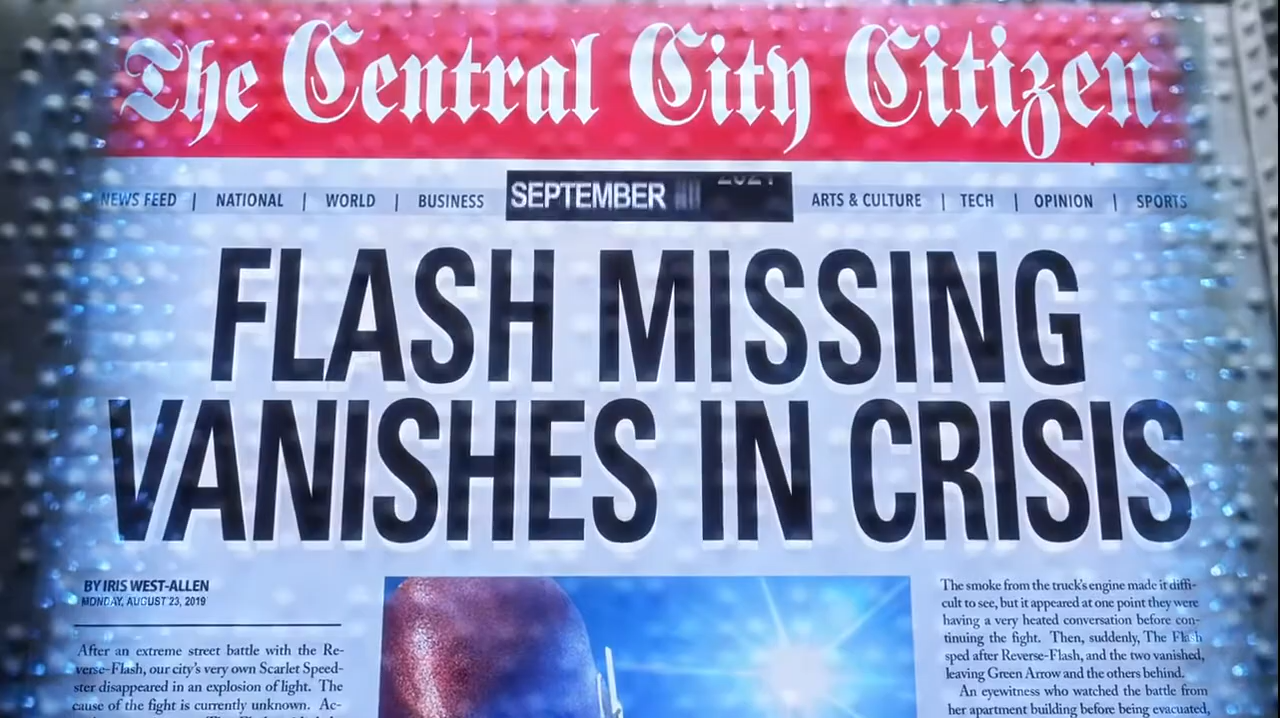 The Central City Citizen
NEWS FEED | NATIONAL | WORLD | BUSINESS
SEPTEMBER
ARTS & CULTURE | TECH | OPINION | SPORTS
FLASH MISSING
VANISHES IN CRISIS
BY IRIS WEST-ALLEN
MONDAY, AUGUST 23, 2019
After an extreme street battle with the Re-
verse-Flash, our city's very own Scarlet Speed-
ster disappeared in an explosion of light. The
cause of the fight is currently unknown. Ac-
The smoke from the truck's engine made it diffi-
cult to see, but it appeared at one point they were
having a very heated conversation before con-
tinuing the fight. Then, suddenly, The Flash
sped after Reverse-Flash, and the two vanished,
leaving Green Arrow and the others behind.
An eyewitness who watched the battle from
her apartment building before being evacuated,